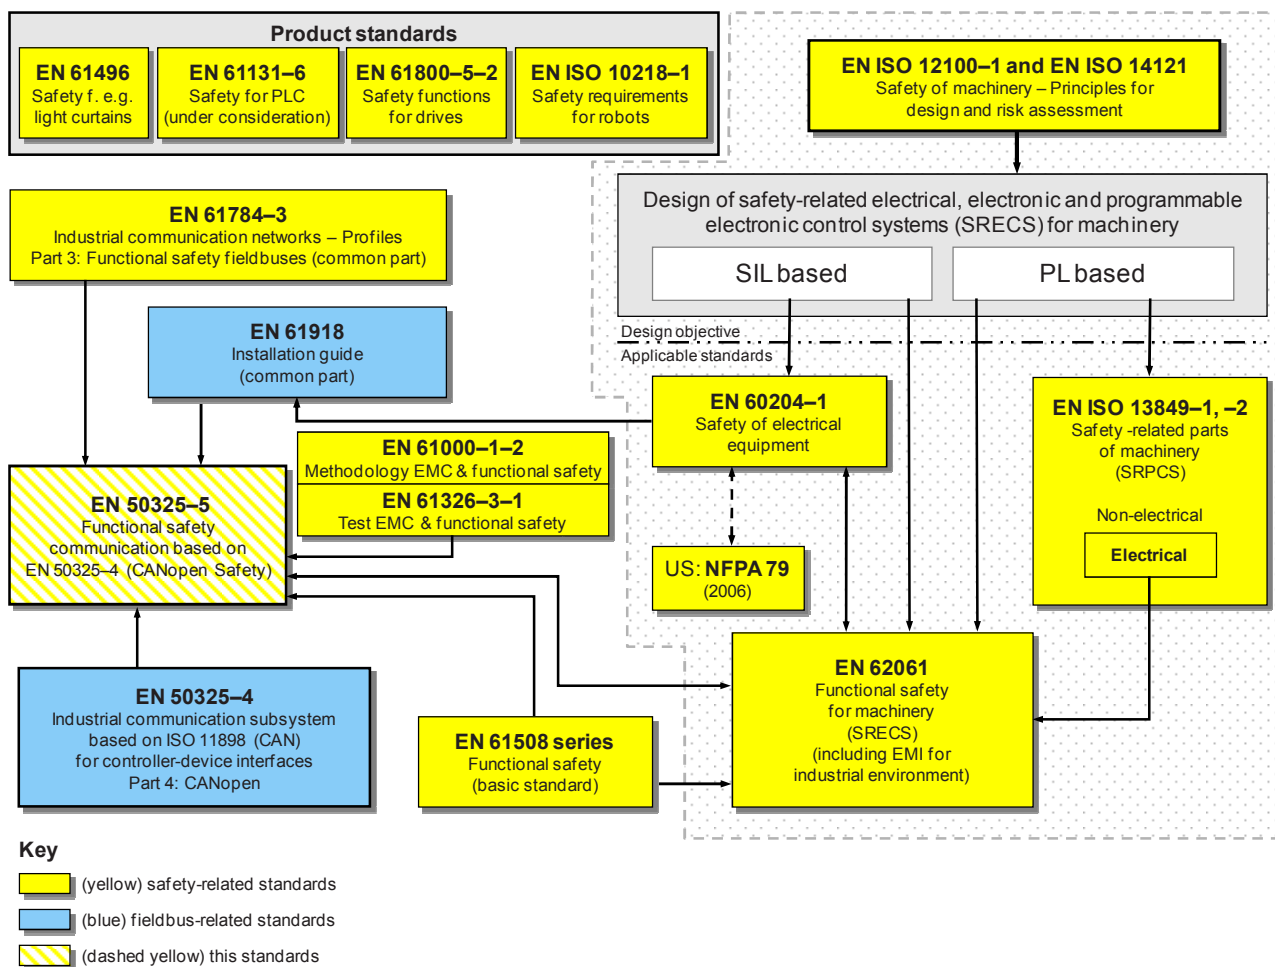 Product standards
EN 61496
Safety f. e.g.
light curtains
EN 61131–6
Safety for PLC
(under consideration)
EN 61800–5–2
Safety functions
for drives
EN ISO 10218–1
Safety requirements
for robots
EN ISO 12100–1 and EN ISO 14121
Safety of machinery – Principles for
design and risk assessment
Design of safety-related electrical, electronic and programmable
electronic control systems (SRECS) for machinery
SIL based
PL based
Design objective
Applicable standards
EN 61784–3
Industrial communication networks – Profiles
Part 3: Functional safety fieldbuses (common part)
EN 61918
Installation guide
(common part)
EN 60204–1
Safety of electrical
equipment
EN ISO 13849–1, –2
Safety -related parts
of machinery
(SRPCS)
Non-electrical
Electrical
EN 61000–1–2
Methodology EMC & functional safety
EN 61326–3–1
Test EMC & functional safety
EN 50325–5
Functional safety
communication based on
EN 50325–4 (CANopen Safety)
US: NFPA 79
(2006)
EN 62061
Functional safety
for machinery
(SRECS)
(including EMI for
industrial environment)
EN 50325–4
Industrial communication subsystem
based on ISO 11898 (CAN)
for controller-device interfaces
Part 4: CANopen
EN 61508 series
Functional safety
(basic standard)
Key
(yellow) safety-related standards
(blue) fieldbus-related standards
(dashed yellow) this standards